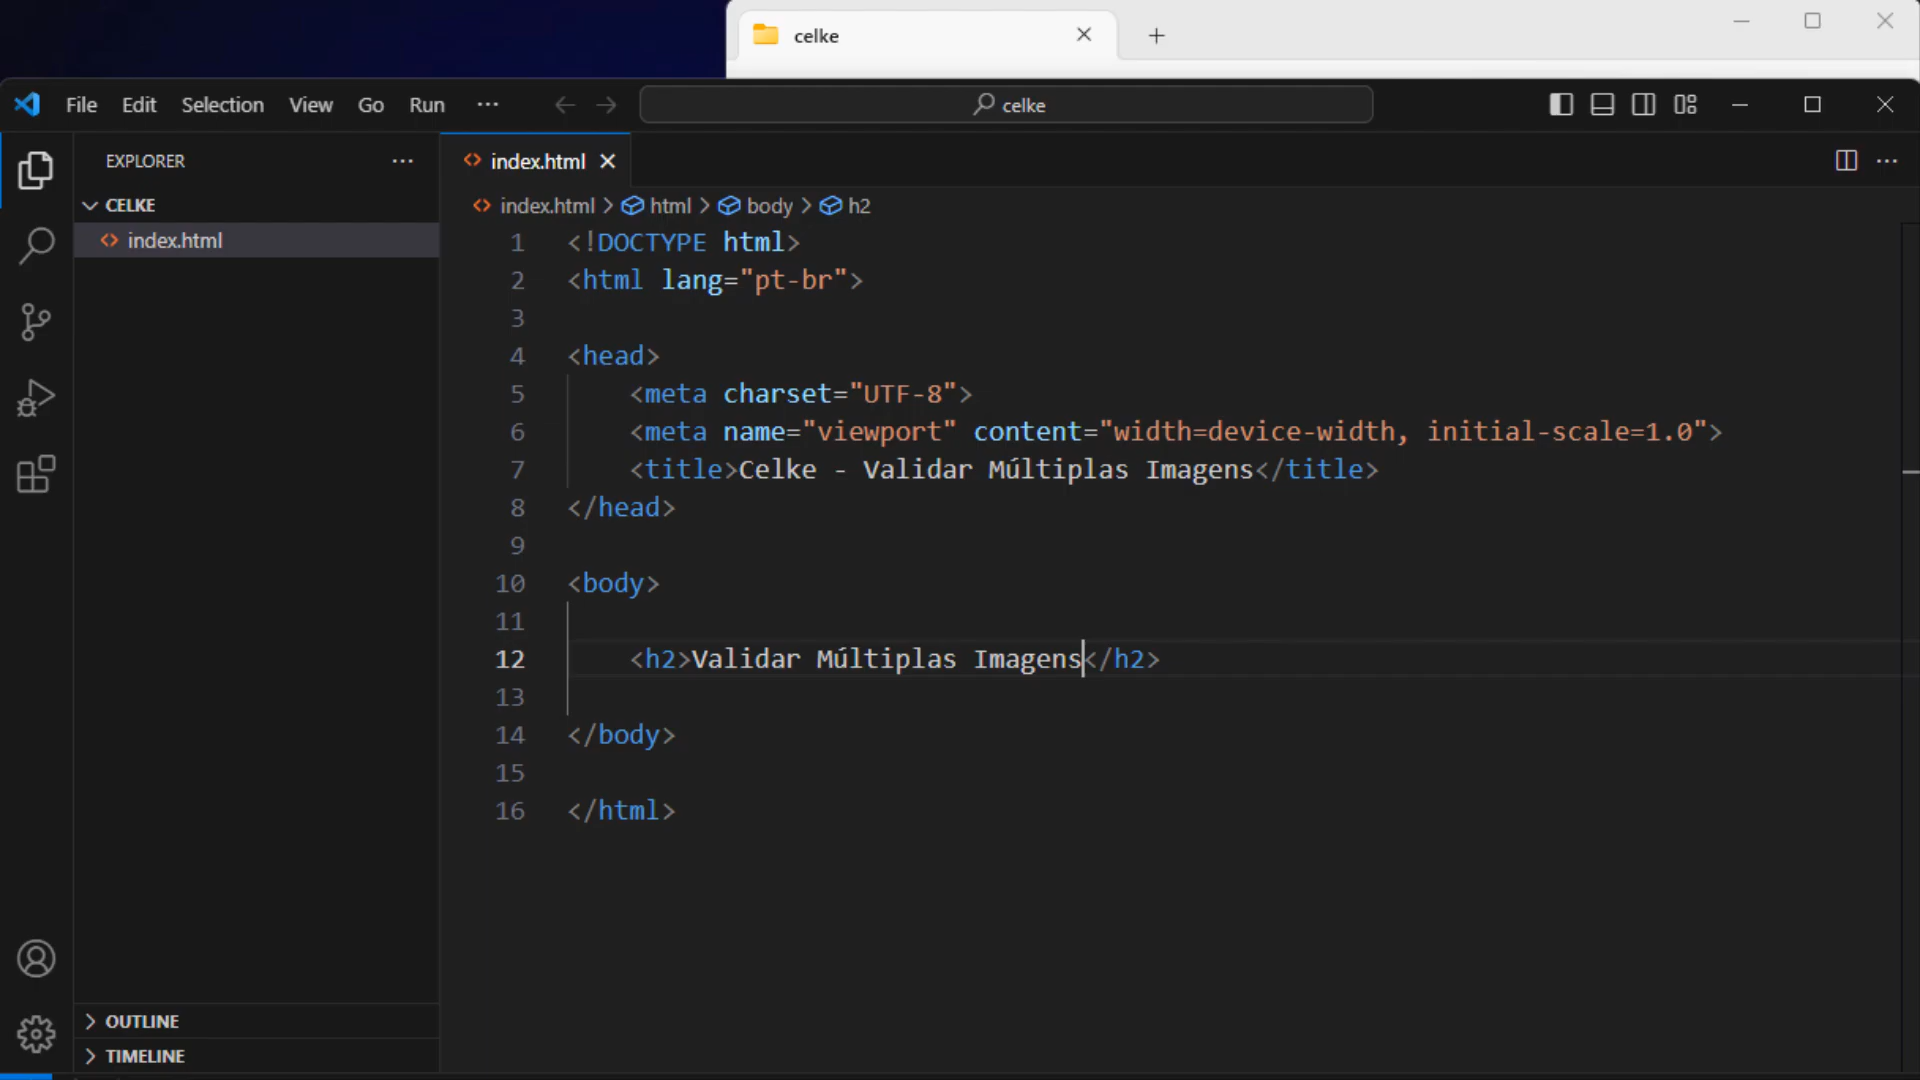 celke
File Edit Selection View Go Run ···
celke
EXPLORER ···
index.html
CELKE
index.html
index.html > html > body > h2
1 <!DOCTYPE html>
2 <html lang="pt-br">
3
4 <head>
5 <meta charset="UTF-8">
6 <meta name="viewport" content="width=device-width, initial-scale=1.0">
7 <title>Celke - Validar Múltiplas Imagens</title>
8 </head>
9
10 <body>
11
12 <h2>Validar Múltiplas Imagens</h2>
13
14 </body>
15
16 </html>
OUTLINE
TIMELINE